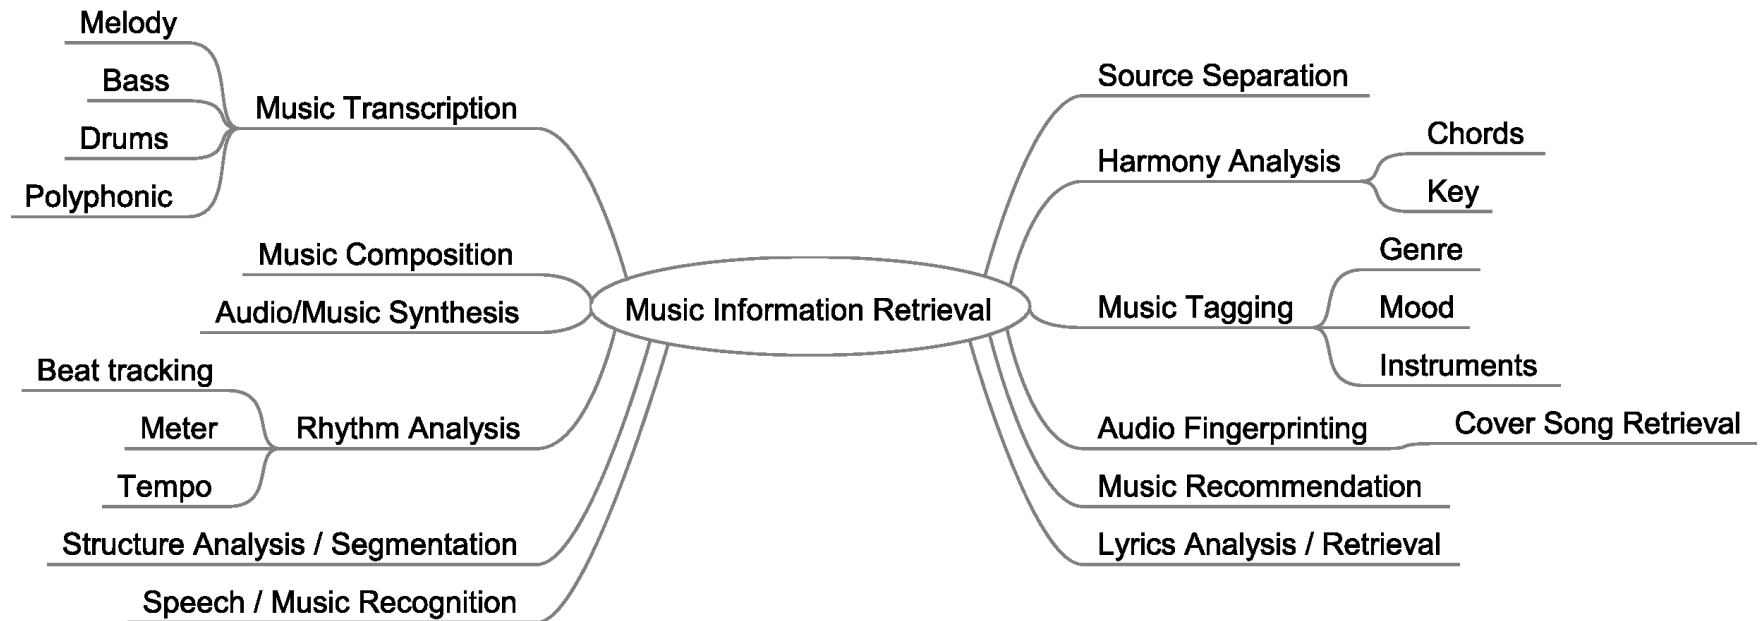 Melody
Bass
Drums
Polyphonic
Music Transcription
Music Composition
Audio/Music Synthesis
Beat tracking
Meter
Tempo
Rhythm Analysis
Structure Analysis / Segmentation
Speech / Music Recognition
Music Information Retrieval
Source Separation
Harmony Analysis
Chords
Key
Music Tagging
Genre
Mood
Instruments
Audio Fingerprinting
Cover Song Retrieval
Music Recommendation
Lyrics Analysis / Retrieval